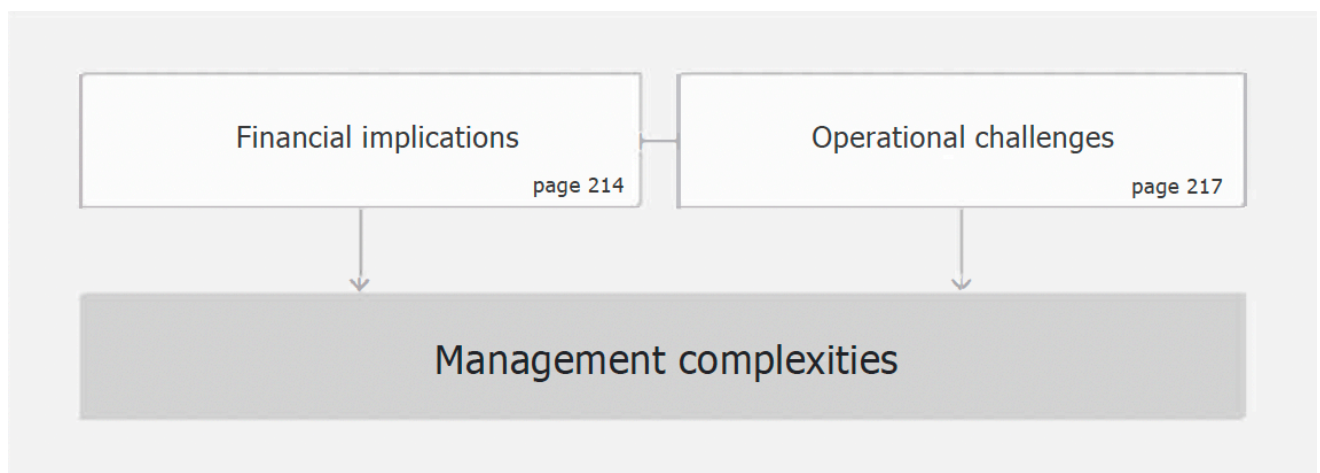 Financial implications
page 214
Operational challenges
page 217
Management complexities